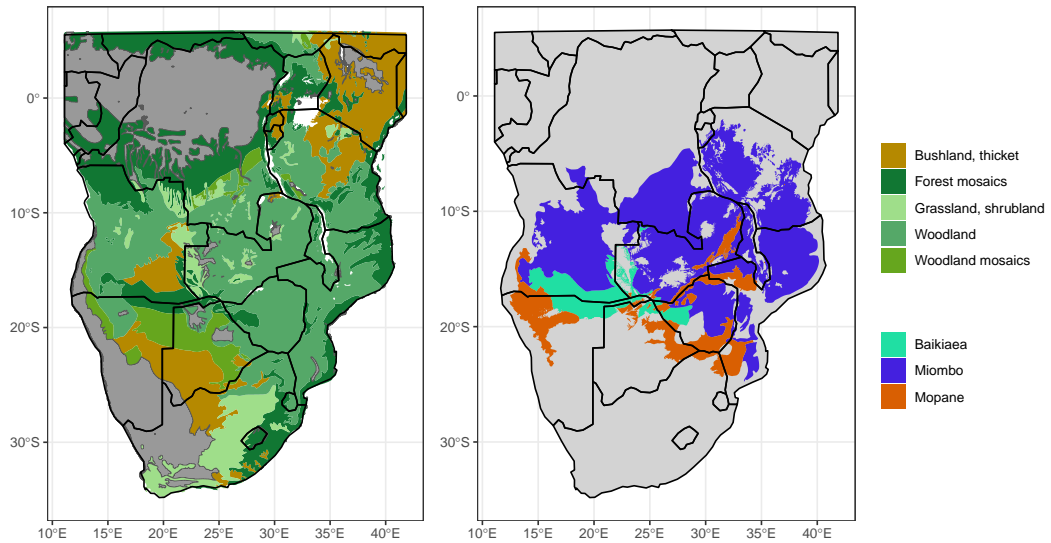 0°
10°S
20°S
30°S
10°E 15°E 20°E 25°E 30°E 35°E 40°E
0°
10°S
20°S
30°S
10°E 15°E 20°E 25°E 30°E 35°E 40°E
Bushland, thicket
Forest mosaics
Grassland, shrubland
Woodland
Woodland mosaics
Baikiaea
Miombo
Mopane